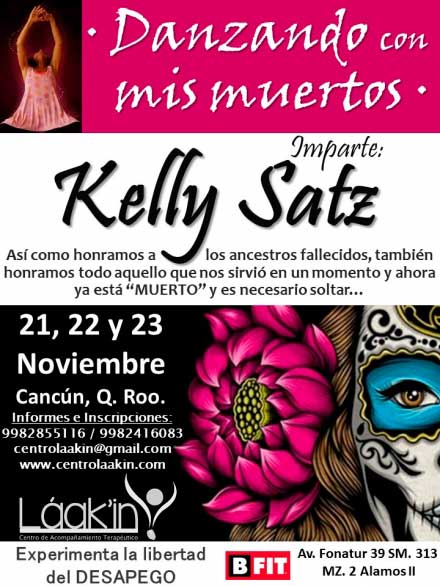 · Danzando con
mis muertos ·
Imparte:
Kelly Satz
Así como honramos a los ancestros fallecidos, también
honramos todo aquello que nos sirvió en un momento y ahora
ya está “MUERTO” y es necesario soltar...
21, 22 y 23
Noviembre
Cancún, Q. Roo.
Informes e Inscripciones:
9982855116 / 9982416083
centrolaakin@gmail.com
www.centrolaakin.com
Láak'in
Centro de Acompañamiento Terapéutico
Experimenta la libertad
del DESAPEGO
B FIT
Av. Fonatur 39 SM. 313
MZ. 2 Alamos II